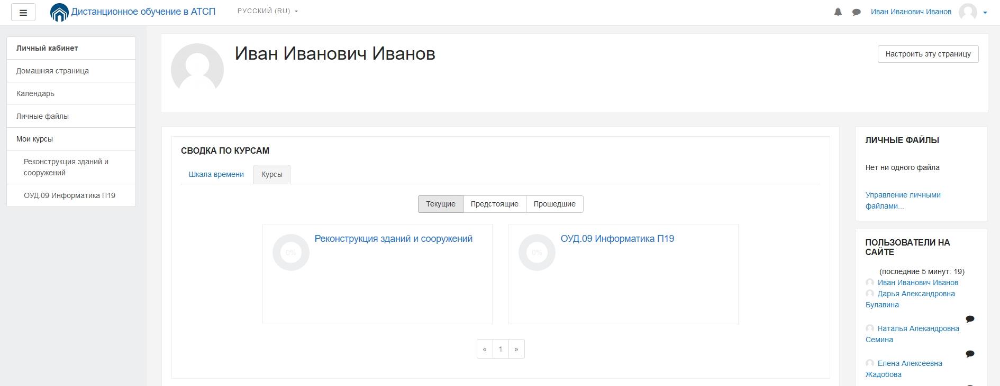 Дистанционное обучение в АТСП
РУССКИЙ (RU)
Иван Иванович Иванов
Личный кабинет
Домашняя страница
Календарь
Личные файлы
Мои курсы
Реконструкция зданий и
сооружений
ОУД.09 Информатика П19
Иван Иванович Иванов
Настроить эту страницу
СВОДКА ПО КУРСАМ
Шкала времени
Курсы
Текущие
Предстоящие
Прошедшие
0%
Реконструкция зданий и сооружений
0%
ОУД.09 Информатика П19
«
1
»
ЛИЧНЫЕ ФАЙЛЫ
Нет ни одного файла
Управление личными
файлами...
ПОЛЬЗОВАТЕЛИ НА
САЙТЕ
(последние 5 минут: 19)
Иван Иванович Иванов
Дарья Александровна
Булавина
Наталья Алекандровна
Семина
Елена Алексеевна
Жадобова